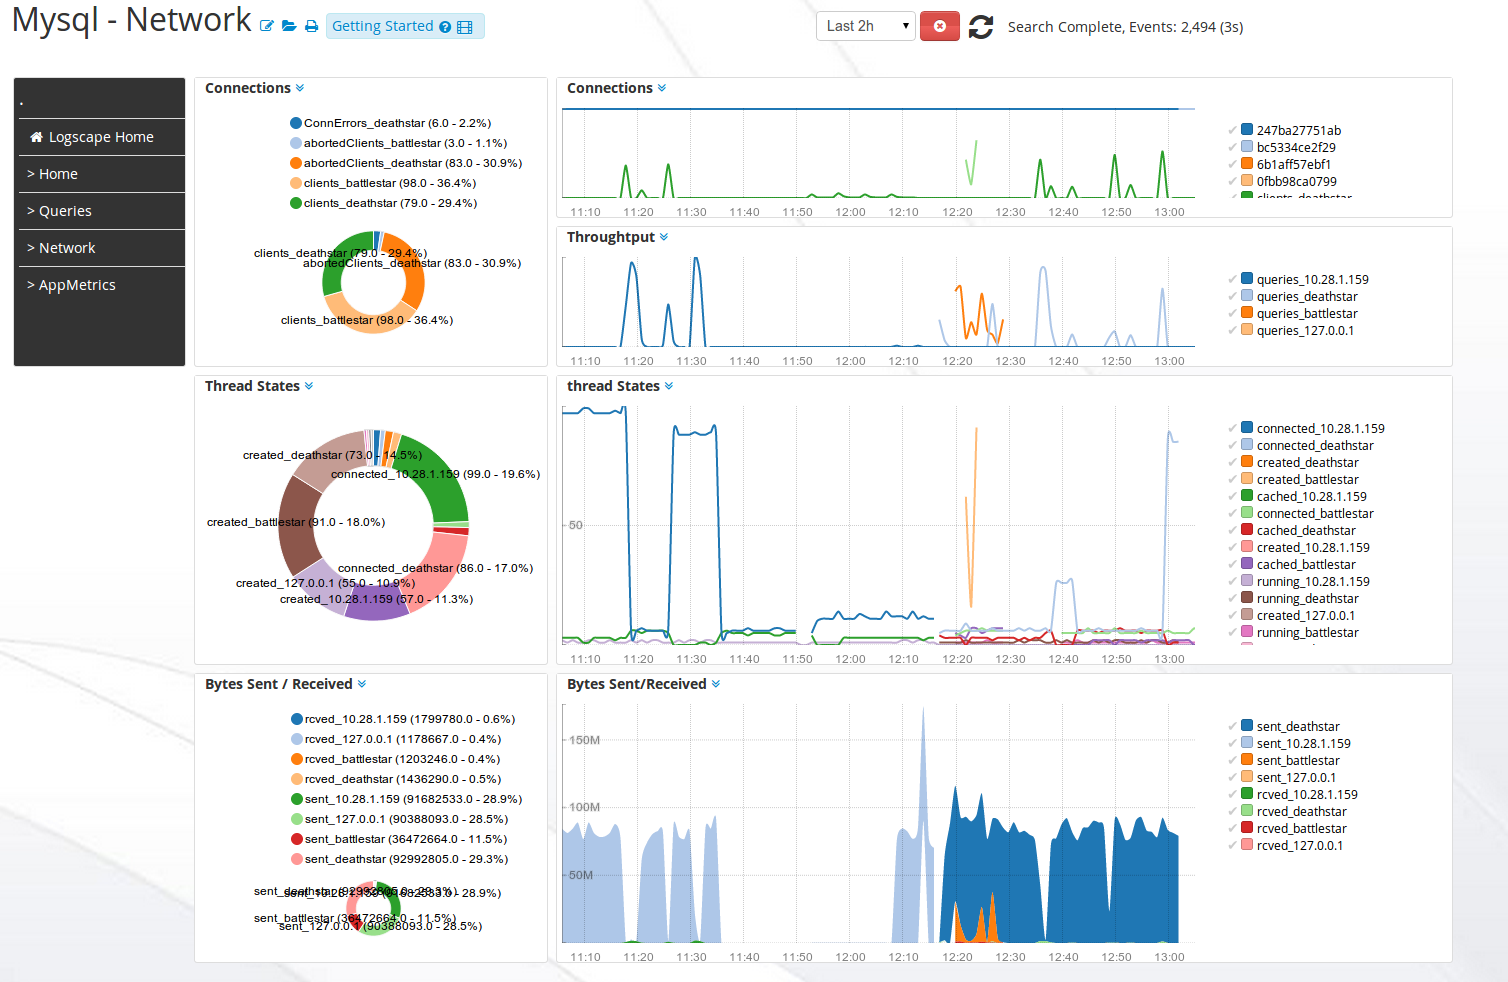 Mysql - Network
Getting Started
Last 2h
Search Complete, Events: 2,494 (3s)
.
Logscape Home
> Home
> Queries
> Network
> AppMetrics
Connections
ConnErrors_deathstar (6.0 - 2.2%)
abortedClients_battlestar (3.0 - 1.1%)
abortedClients_deathstar (83.0 - 30.9%)
clients_battlestar (98.0 - 36.4%)
clients_deathstar (79.0 - 29.4%)
clients_deathstar (79.0 - 29.4%)
abortedClients_deathstar (83.0 - 30.9%)
clients_battlestar (98.0 - 36.4%)
Connections
247ba27751ab
bc5334ce2f29
6b1aff57ebf1
0fbb98ca0799
clients_deathstar
11:10 11:20 11:30 11:40 11:50 12:00 12:10 12:20 12:30 12:40 12:50 13:00
Throughtput
queries_10.28.1.159
queries_deathstar
queries_battlestar
queries_127.0.0.1
11:10 11:20 11:30 11:40 11:50 12:00 12:10 12:20 12:30 12:40 12:50 13:00
Thread States
created_deathstar (73.0 - 14.5%)
connected_10.28.1.159 (99.0 - 19.6%)
created_battlestar (91.0 - 18.0%)
connected_deathstar (86.0 - 17.0%)
created_127.0.0.1 (55.0 - 10.9%)
created_10.28.1.159 (57.0 - 11.3%)
thread States
50
connected_10.28.1.159
connected_deathstar
created_deathstar
created_battlestar
cached_10.28.1.159
connected_battlestar
cached_deathstar
created_10.28.1.159
cached_battlestar
running_10.28.1.159
running_deathstar
created_127.0.0.1
running_battlestar
11:10 11:20 11:30 11:40 11:50 12:00 12:10 12:20 12:30 12:40 12:50 13:00
Bytes Sent / Received
rcved_10.28.1.159 (1799780.0 - 0.6%)
rcved_127.0.0.1 (1178667.0 - 0.4%)
rcved_battlestar (1203246.0 - 0.4%)
rcved_deathstar (1436290.0 - 0.5%)
sent_10.28.1.159 (91682533.0 - 28.9%)
sent_127.0.0.1 (90388093.0 - 28.5%)
sent_battlestar (36472664.0 - 11.5%)
sent_deathstar (92992805.0 - 29.3%)
sent_deathstar (92992805.0 - 29.3%)
sent_10.28.1.159 (91682533.0 - 28.9%)
sent_battlestar (36472664.0 - 11.5%)
sent_127.0.0.1 (90388093.0 - 28.5%)
Bytes Sent/Received
150M
100M
50M
sent_deathstar
sent_10.28.1.159
sent_battlestar
sent_127.0.0.1
rcved_10.28.1.159
rcved_deathstar
rcved_battlestar
rcved_127.0.0.1
11:10 11:20 11:30 11:40 11:50 12:00 12:10 12:20 12:30 12:40 12:50 13:00